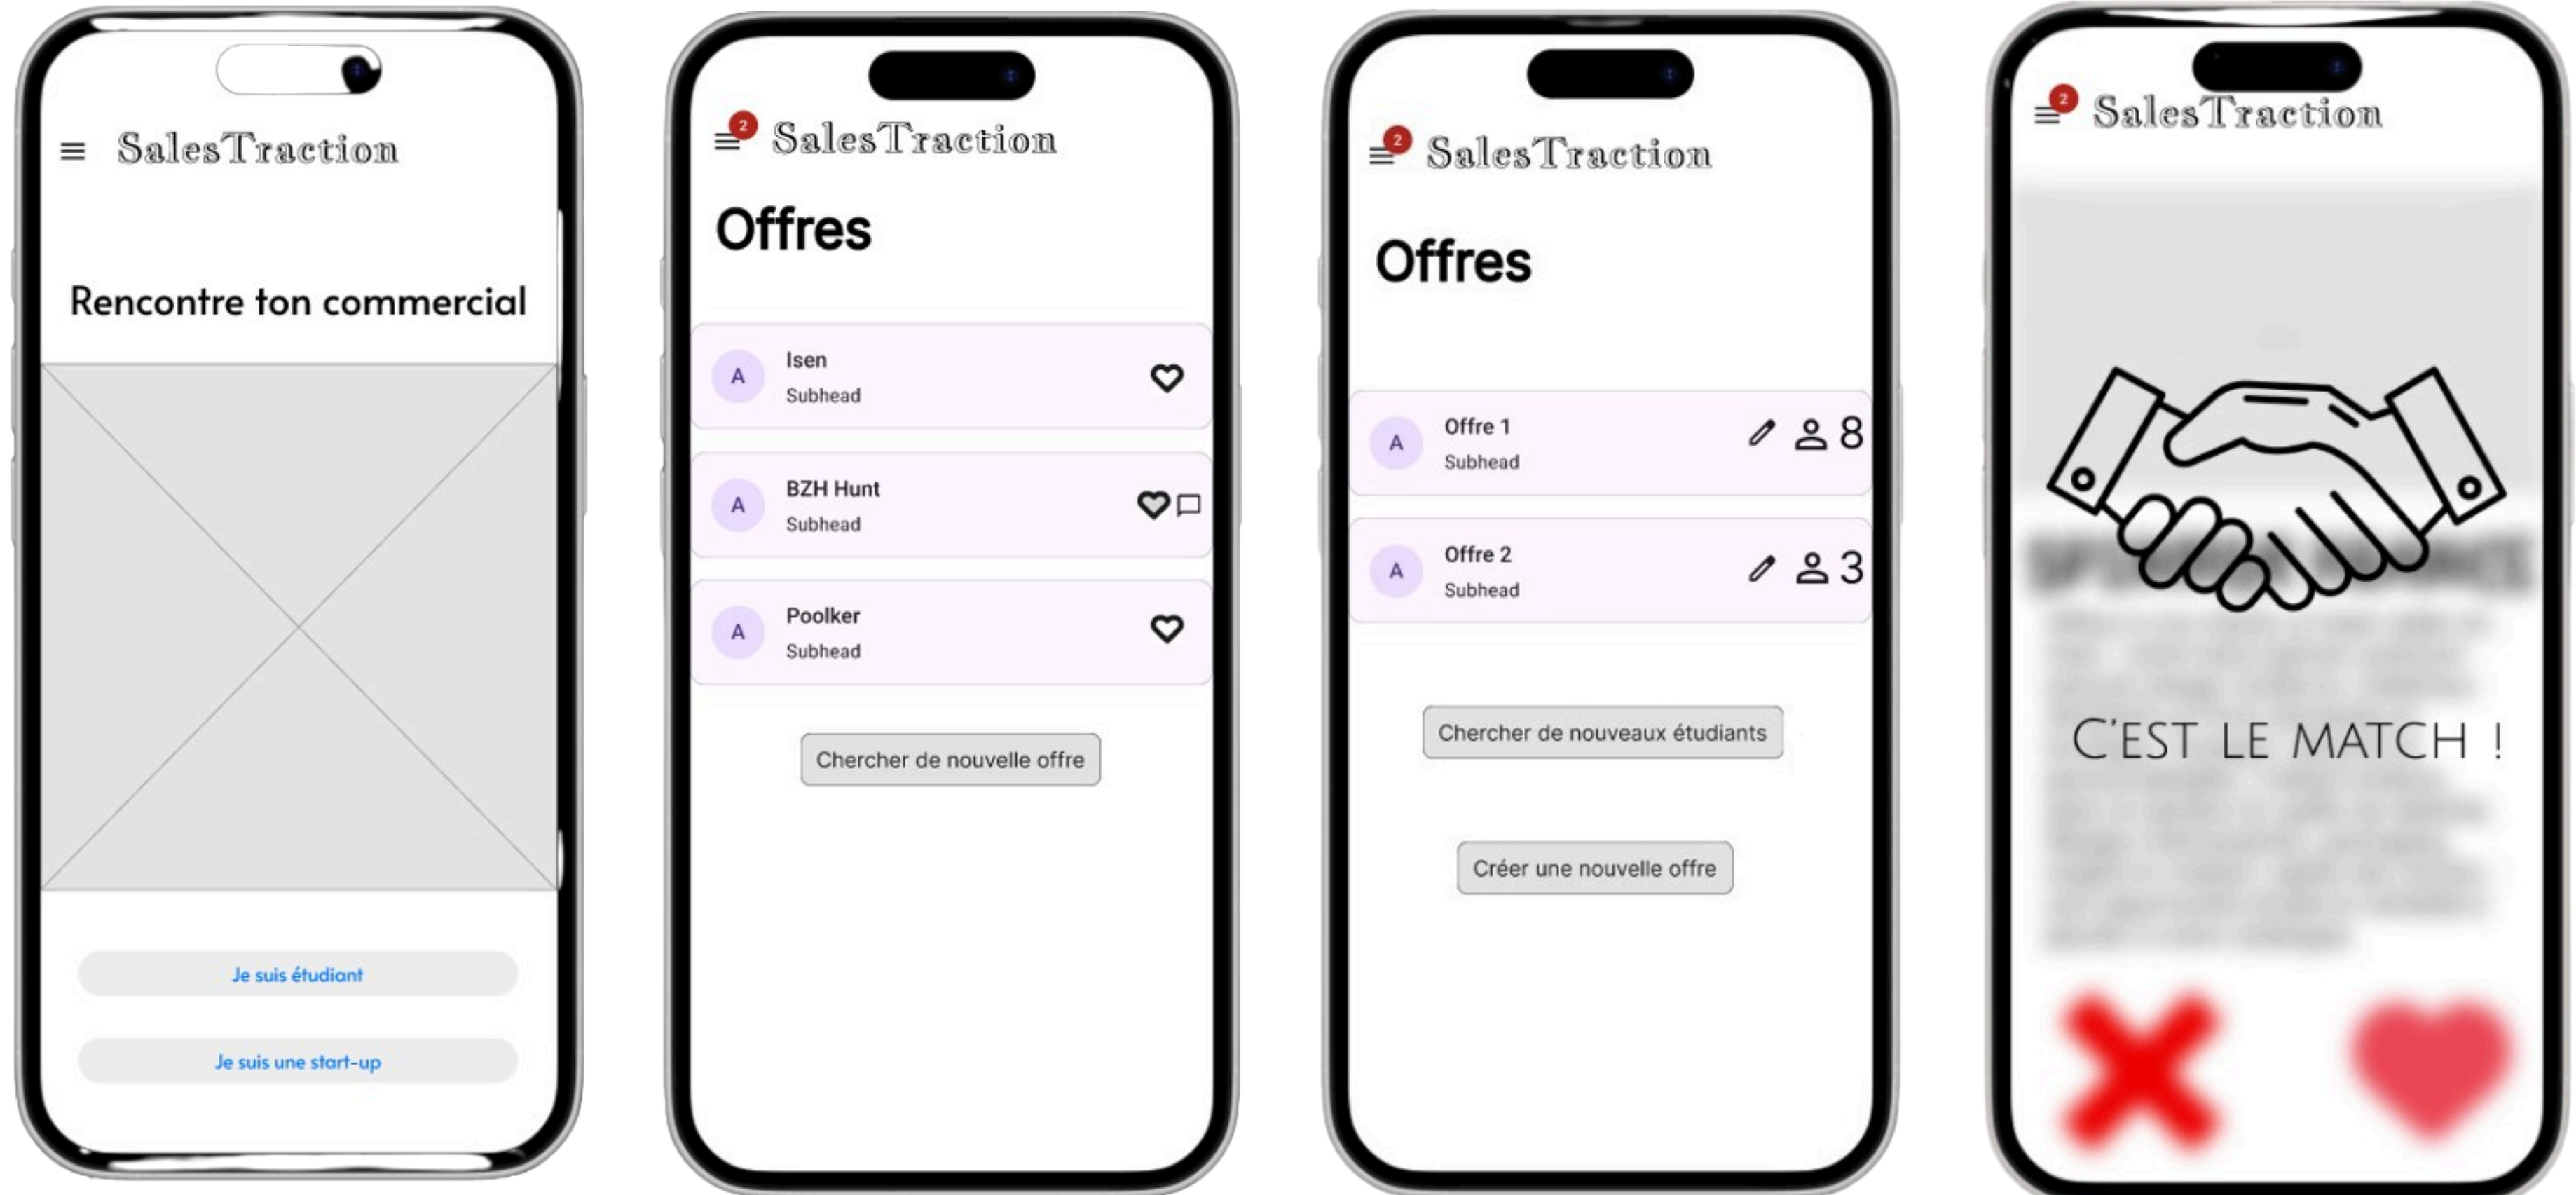 SalesTraction
Rencontre ton commercial
Je suis étudiant
Je suis une start-up
2
SalesTraction
Offres
A
Isen
Subhead
A
BZH Hunt
Subhead
A
Poolker
Subhead
Chercher de nouvelle offre
2
SalesTraction
Offres
A
Offre 1
Subhead
8
A
Offre 2
Subhead
3
Chercher de nouveaux étudiants
Créer une nouvelle offre
2
SalesTraction
C'EST LE MATCH !